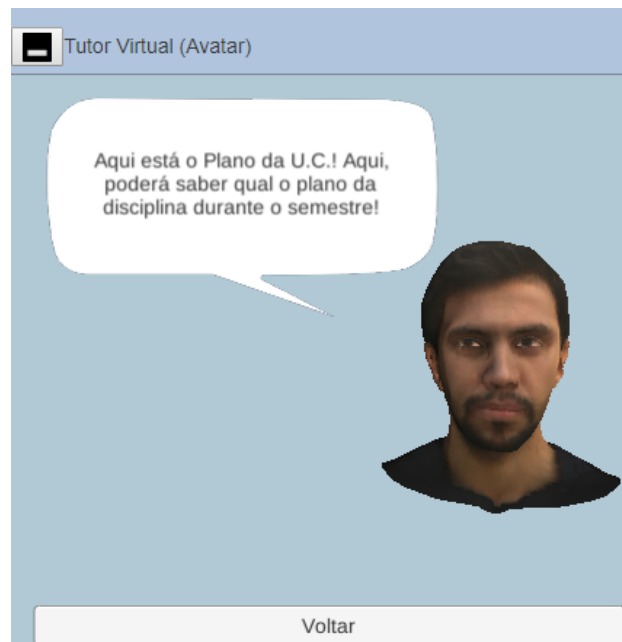 Tutor Virtual (Avatar)
Aqui está o Plano da U.C.! Aqui,
poderá saber qual o plano da
disciplina durante o semestre!
Voltar